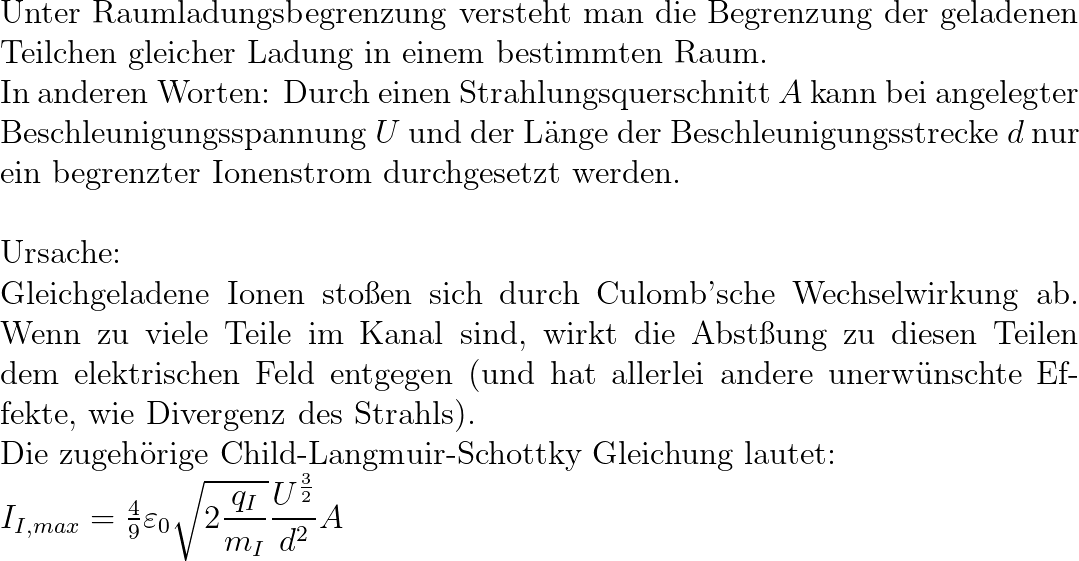 Unter Raumladungsbegrenzung versteht man die Begrenzung der geladenen
Teilchen gleicher Ladung in einem bestimmten Raum.
In anderen Worten: Durch einen Strahlungsquerschnitt A kann bei angelegter
Beschleunigungsspannung U und der Länge der Beschleunigungsstrecke d nur
ein begrenzter Ionenstrom durchgesetzt werden.
Ursache:
Gleichgeladene Ionen stoßen sich durch Culomb'sche Wechselwirkung ab.
Wenn zu viele Teile im Kanal sind, wirkt die Abstßung zu diesen Teilen
dem elektrischen Feld entgegen (und hat allerlei andere unerwünschte Ef-
fekte, wie Divergenz des Strahls).
Die zugehörige Child-Langmuir-Schottky Gleichung lautet:
$I_{I,max} = \frac{4}{9}\varepsilon_0\sqrt{2\frac{q_I}{m_I}}\frac{U^{\frac{3}{2}}}{d^2}A$